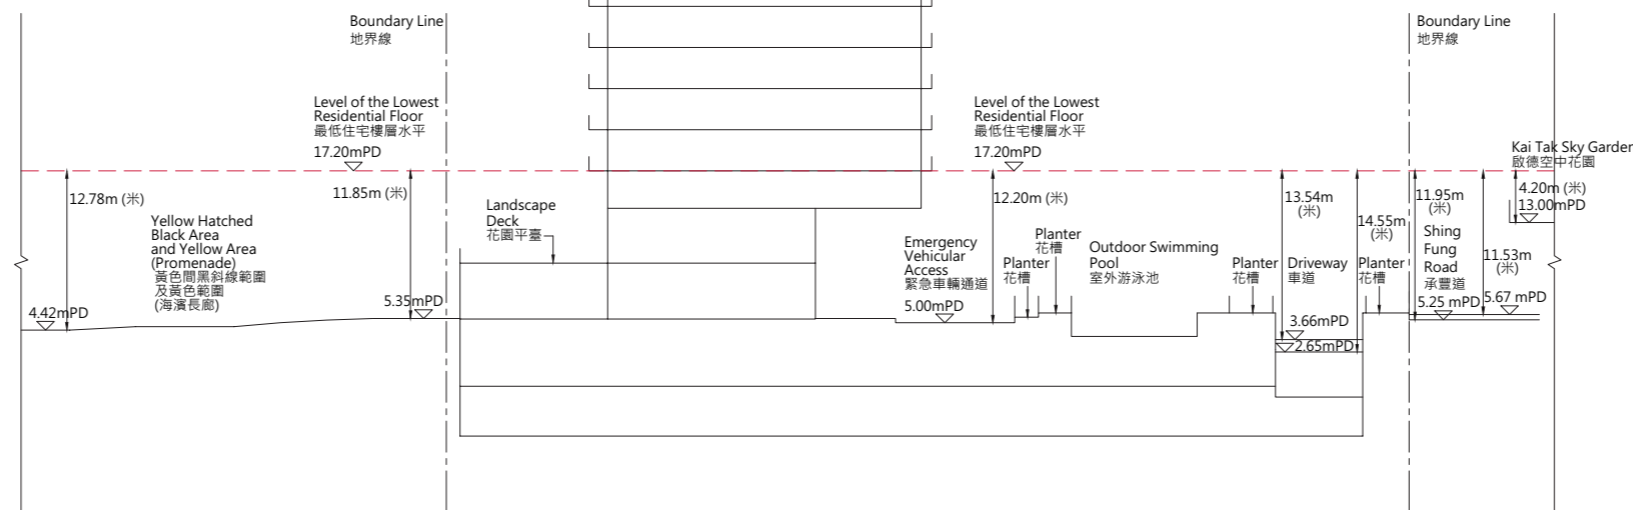 Boundary Line
地界線
Boundary Line
地界線
Level of the Lowest
Residential Floor
最低住宅樓層水平
17.20mPD
Level of the Lowest
Residential Floor
最低住宅樓層水平
17.20mPD
Kai Tak Sky Garden
啟德空中花園
12.78m (米)
11.85m (米)
12.20m (米)
13.54m
(米)
14.55m
(米)
11.95m
(米)
4.20m (米)
13.00mPD
Yellow Hatched
Black Area
and Yellow Area
(Promenade)
黃色間黑斜線範圍
及黃色範圍
(海濱長廊)
Landscape
Deck
花園平臺
Emergency
Vehicular
Access
緊急車輛通道
5.00mPD
Planter
花槽
Planter
花槽
Outdoor Swimming
Pool
室外游泳池
Planter
花槽
Driveway
車道
Planter
花槽
Shing
Fung
Road
承豐道
11.53m
(米)
4.42mPD
5.35mPD
3.66mPD
2.65mPD
5.25 mPD
5.67 mPD